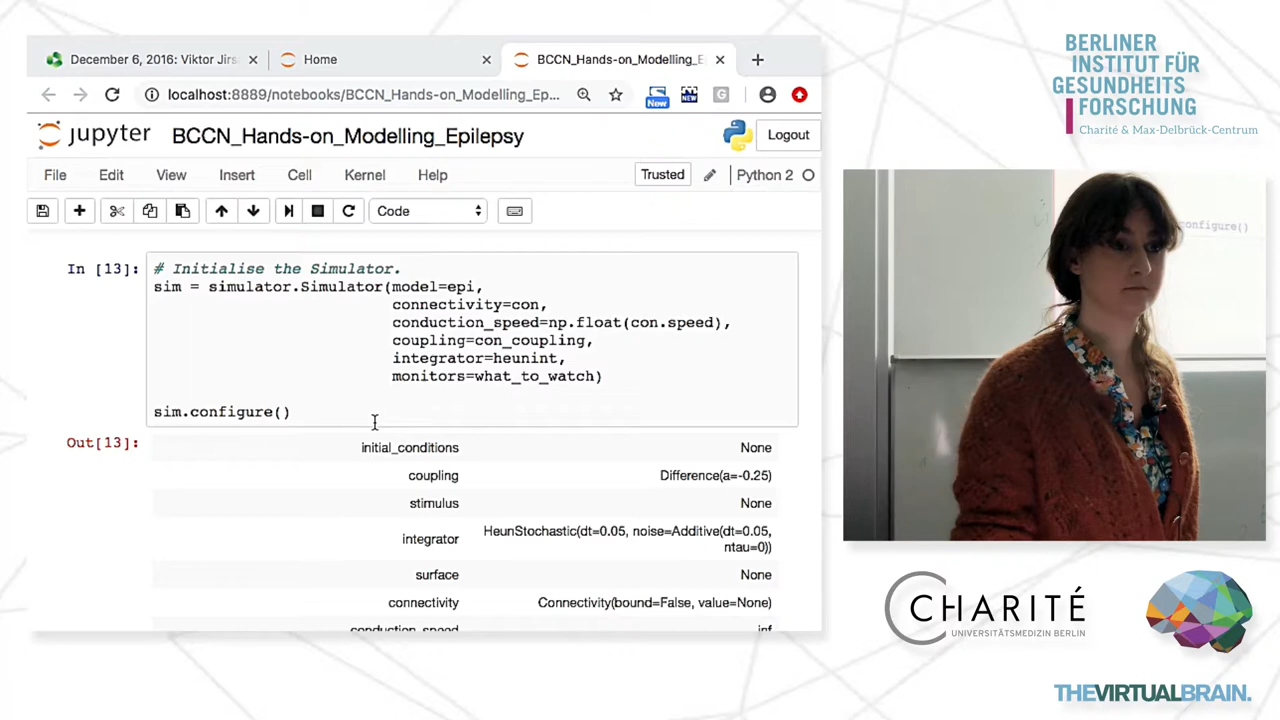 December 6, 2016: Viktor Jirs
Home
BCCN_Hands-on_Modelling_E
localhost:8889/notebooks/BCCN_Hands-on_Modelling_Ep...
New
New
G
jupyter
BCCN_Hands-on_Modelling_Epilepsy
Logout
File Edit View Insert Cell Kernel Help
Trusted
Python 2
Code
In [13]:
# Initialise the Simulator.
sim = simulator.Simulator(model=epi,
connectivity=con,
conduction_speed=np.float(con.speed),
coupling=con_coupling,
integrator=heunint,
monitors=what_to_watch)
sim.configure()
Out[13]:
initial_conditions None
coupling Difference(a=-0.25)
stimulus None
integrator HeunStochastic(dt=0.05, noise=Additive(dt=0.05,
ntau=0))
surface None
connectivity Connectivity(bound=False, value=None)
conduction_speed inf
BERLINER
INSTITUT FÜR
GESUNDHEITS
FORSCHUNG
Charité & Max-Delbrück-Centrum
configure()
CHARITÉ
UNIVERSITÄTSMEDIZIN BERLIN
THEVIRTUALBRAIN.